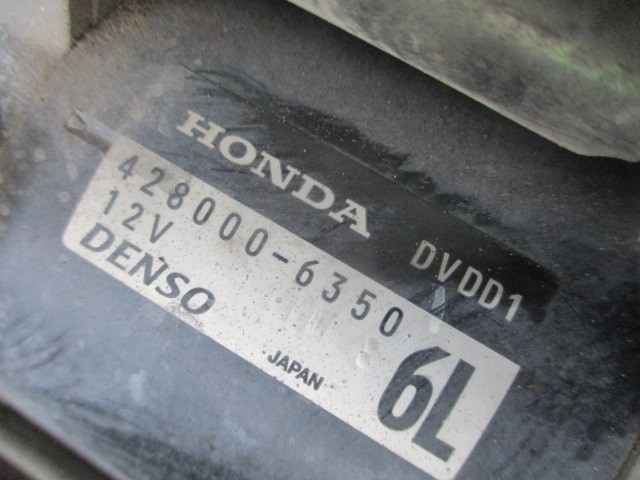 HONDA DVDD1
428000-6350
12V
DENSO
JAPAN 6L